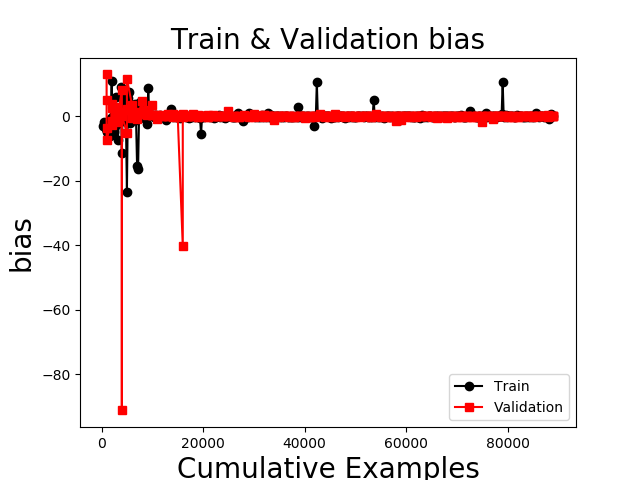 Train & Validation bias
0
−20
−40
−60
−80
bias
0
20000
40000
60000
80000
Cumulative Examples
Train
Validation